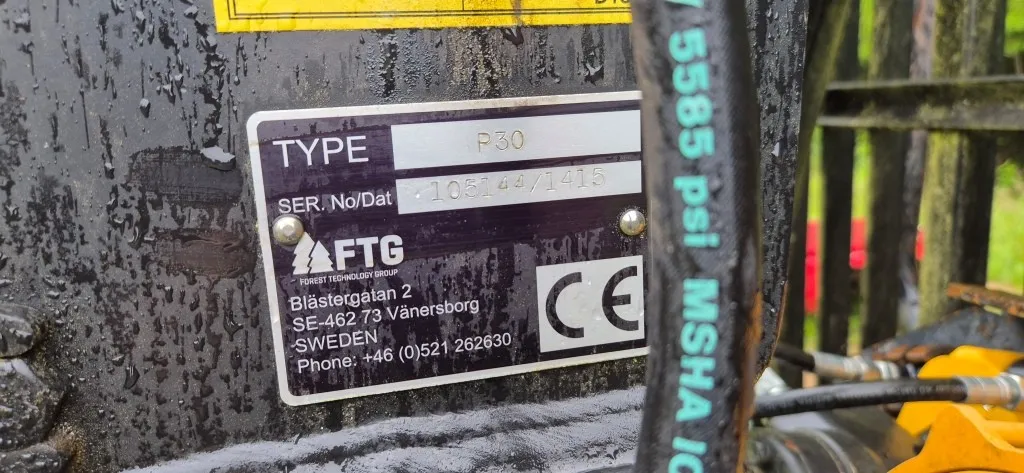 TYPE P30
SER. No/Dat 105144/1415
FTG
FOREST TECHNOLOGY GROUP
Blästergatan 2
SE-462 73 Vänersborg
SWEDEN
Phone: +46 (0)521 262630
CE
5585 psi MSHA